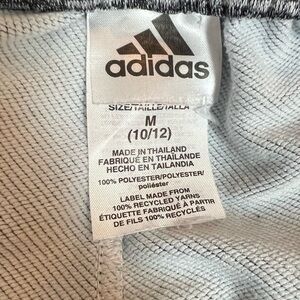 adidas
SIZE/TAILLE/TALLA
M
(10/12)
MADE IN THAILAND
FABRIQUÉ EN THAÏLANDE
HECHO EN TAILANDIA
100% POLYESTER/POLYESTER/
poliéster
LABEL MADE FROM
100% RECYCLED YARNS
ÉTIQUETTE FABRIQUÉ À PARTIR
DE FILS 100% RECYCLÉS